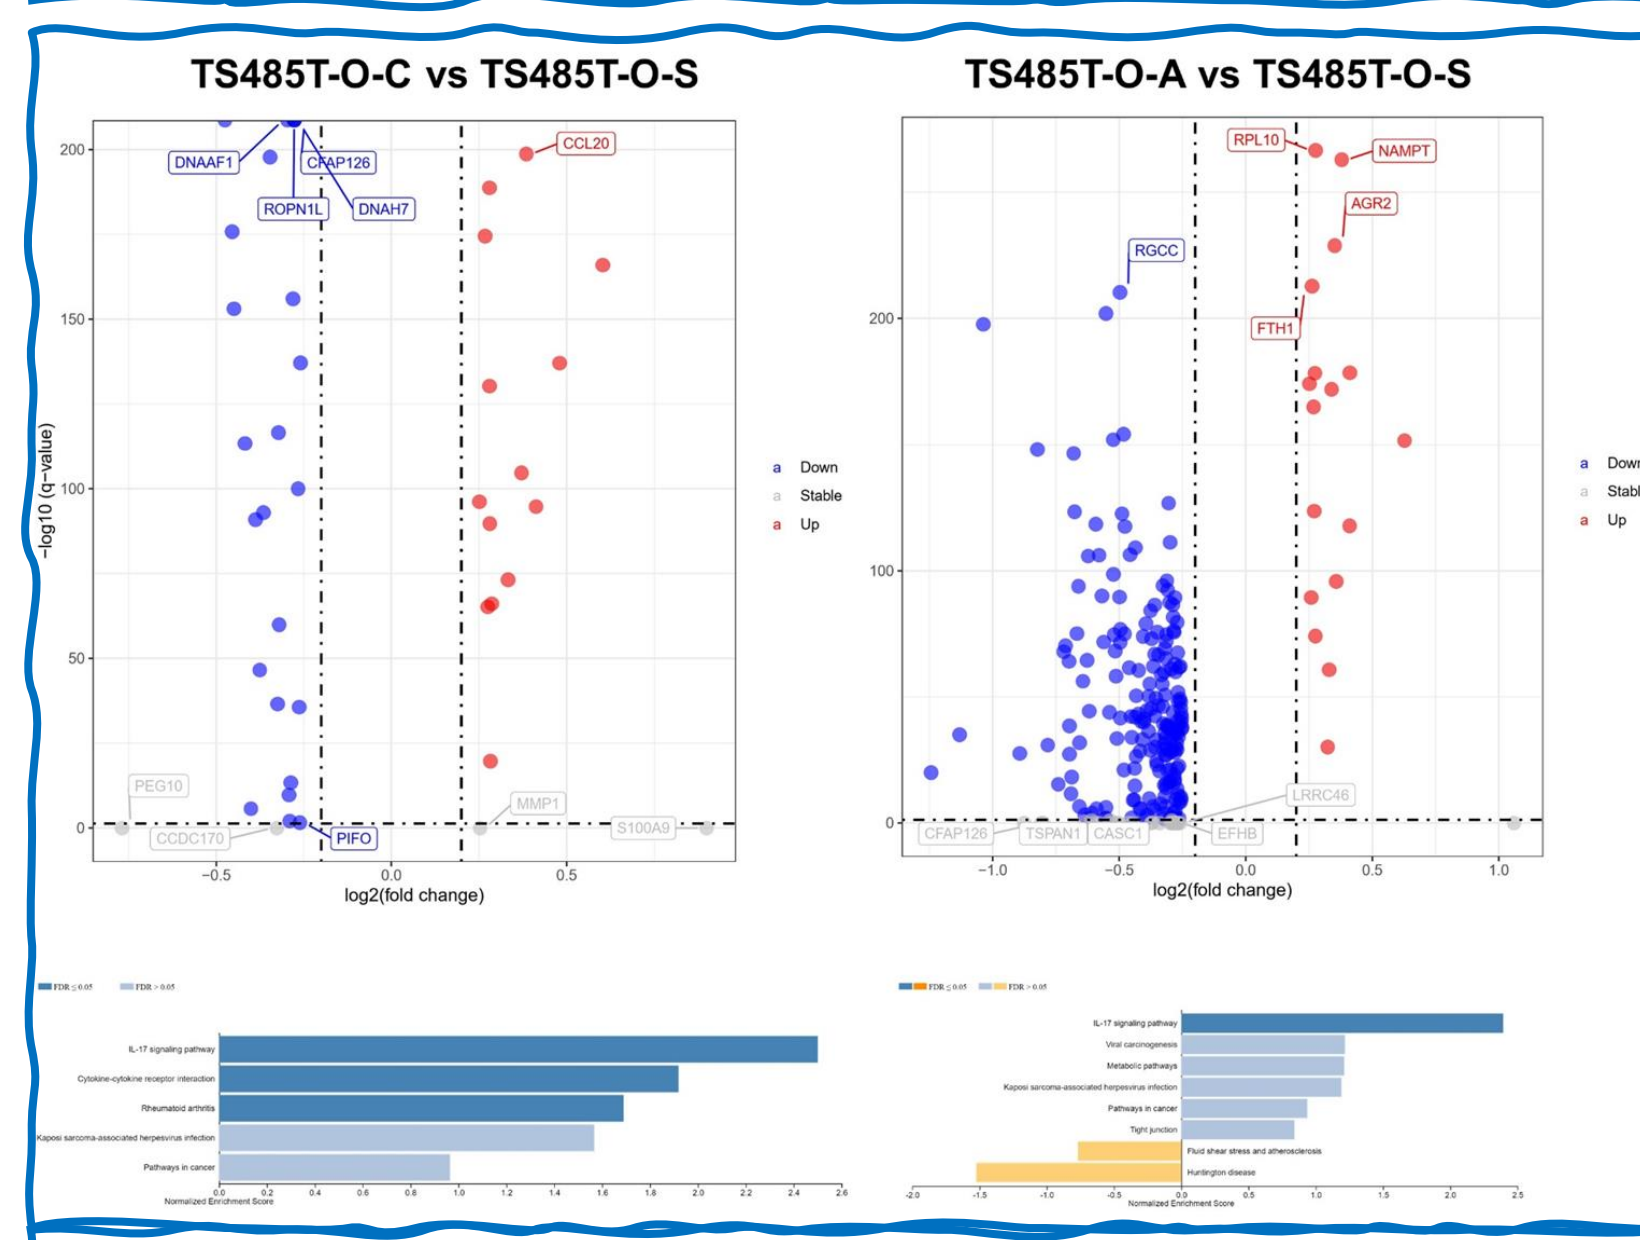 TS485T-O-C vs TS485T-O-S
TS485T-O-A vs TS485T-O-S
−log10 (q−value)
200
150
100
50
0
DNAAF1
CFAP126
ROPN1L
DNAH7
CCL20
PEG10
CCDC170
PIFO
MMP1
S100A9
−0.5
0.0
0.5
log2(fold change)
a Down
a Stable
a Up
200
100
0
RPL10
NAMPT
AGR2
RGCC
FTH1
LRRC46
CFAP126
TSPAN1
CASC1
EFHB
−1.0
−0.5
0.0
0.5
1.0
log2(fold change)
a Down
a Stabl
a Up
FDR ≤ 0.05
FDR > 0.05
IL-17 signaling pathway
Cytokine-cytokine receptor interaction
Rheumatoid arthritis
Kaposi sarcoma-associated herpesvirus infection
Pathways in cancer
0.0 0.2 0.4 0.6 0.8 1.0 1.2 1.4 1.6 1.8 2.0 2.2 2.4 2.6
Normalized Enrichment Score
FDR ≤ 0.05
FDR > 0.05
IL-17 signaling pathway
Viral carcinogenesis
Metabolic pathways
Kaposi sarcoma-associated herpesvirus infection
Pathways in cancer
Tight junction
Fluid shear stress and atherosclerosis
Huntington disease
-2.0 -1.5 -1.0 -0.5 0.0 0.5 1.0 1.5 2.0 2.5
Normalized Enrichment Score